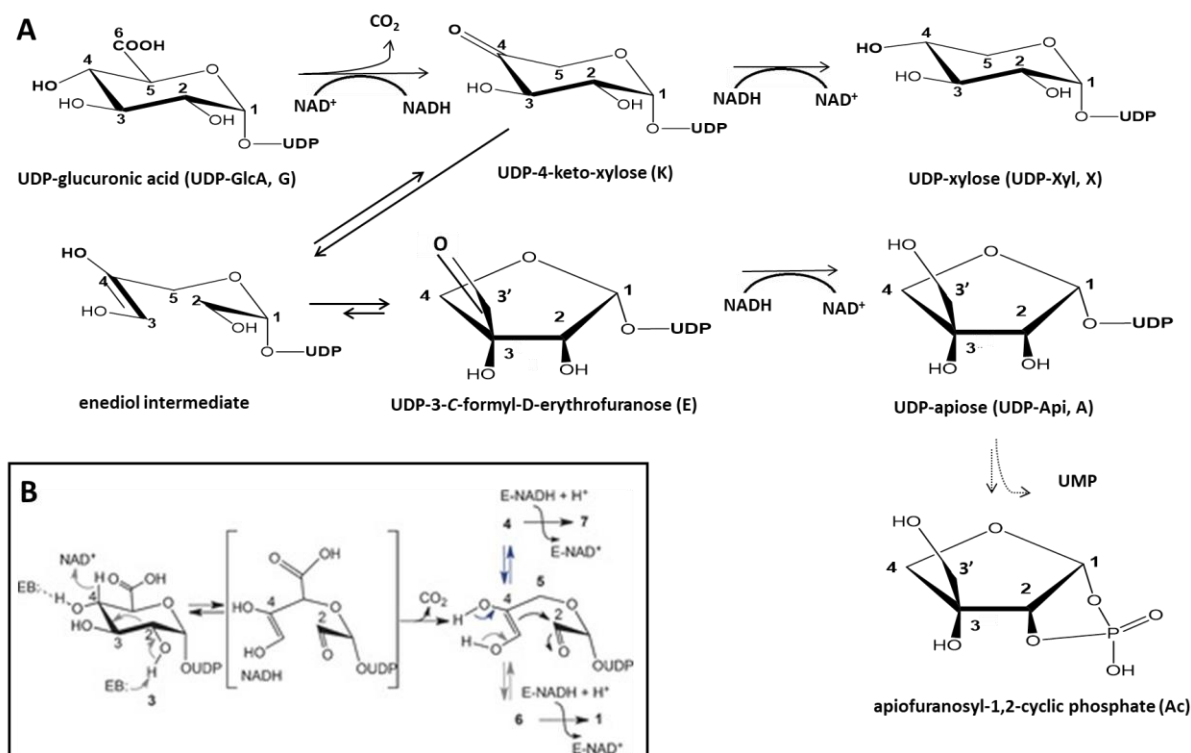 A
6
COOH
4
HO
5
HO
3
2
OH
1
O—UDP
UDP-glucuronic acid (UDP-GlcA, G)
CO2
NAD+
NADH
O
4
O
5
2
HO
3
OH
1
O—UDP
UDP-4-keto-xylose (K)
NADH
NAD+
4
HO
O
5
2
HO
3
OH
1
O—UDP
UDP-xylose (UDP-Xyl, X)
HO
4
O
5
HO
3
2
OH
1
O—UDP
enediol intermediate
O
O
4
3'
1
2
O—UDP
3
HO
OH
UDP-3-C-formyl-D-erythrofuranose (E)
NADH
NAD+
HO
O
4
3'
1
2
O—UDP
3
HO
OH
UDP-apiose (UDP-Api, A)
UMP
HO
O
4
3'
1
2
O
O
3
HO
O
P
OH
apiofuranosyl-1,2-cyclic phosphate (Ac)
B
NAD+
EB:
H
O
OH
4
H
O
O
HO
3
2
O
OUDP
H
EB:
3
O
OH
4
HO
O
2
HO
O
OUDP
NADH
CO2
E-NADH + H+
4
7
E-NAD+
5
H
O
4
O
2
H
O
O
OUDP
E-NADH + H+
6
1
E-NAD+